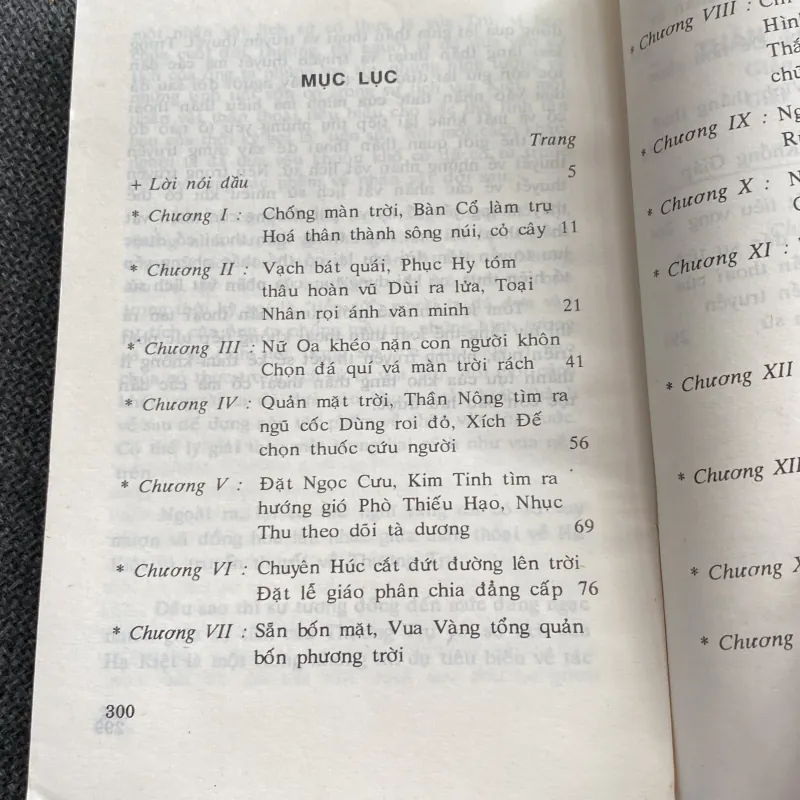 MỤC LỤC
Trang
+ Lời nói đầu 5
* Chương I : Chống màn trời, Bàn Cổ làm trụ
Hoá thân thành sông núi, cỏ cây 11
* Chương II : Vạch bát quái, Phục Hy tóm
thâu hoàn vũ Dùi ra lửa, Toại
Nhân rọi ánh văn minh 21
* Chương III : Nữ Oa khéo nặn con người khôn
Chọn đá quí vá màn trời rách 41
* Chương IV : Quản mặt trời, Thần Nông tìm ra
ngũ cốc Dùng roi đỏ, Xích Đế
chọn thuốc cứu người 56
* Chương V : Đặt Ngọc Cưu, Kim Tinh tìm ra
hướng gió Phò Thiếu Hạo, Nhục
Thu theo dõi tà dương 69
* Chương VI : Chuyên Húc cắt đứt đường lên trời
Đặt lễ giáo phân chia đẳng cấp 76
* Chương VII : Sẵn bốn mặt, Vua Vàng tổng quản
bốn phương trời
300
* Chương VIII :
* Chương IX :
* Chương X :
* Chương XI :
* Chương XII
* Chương
* Chương
* Chương